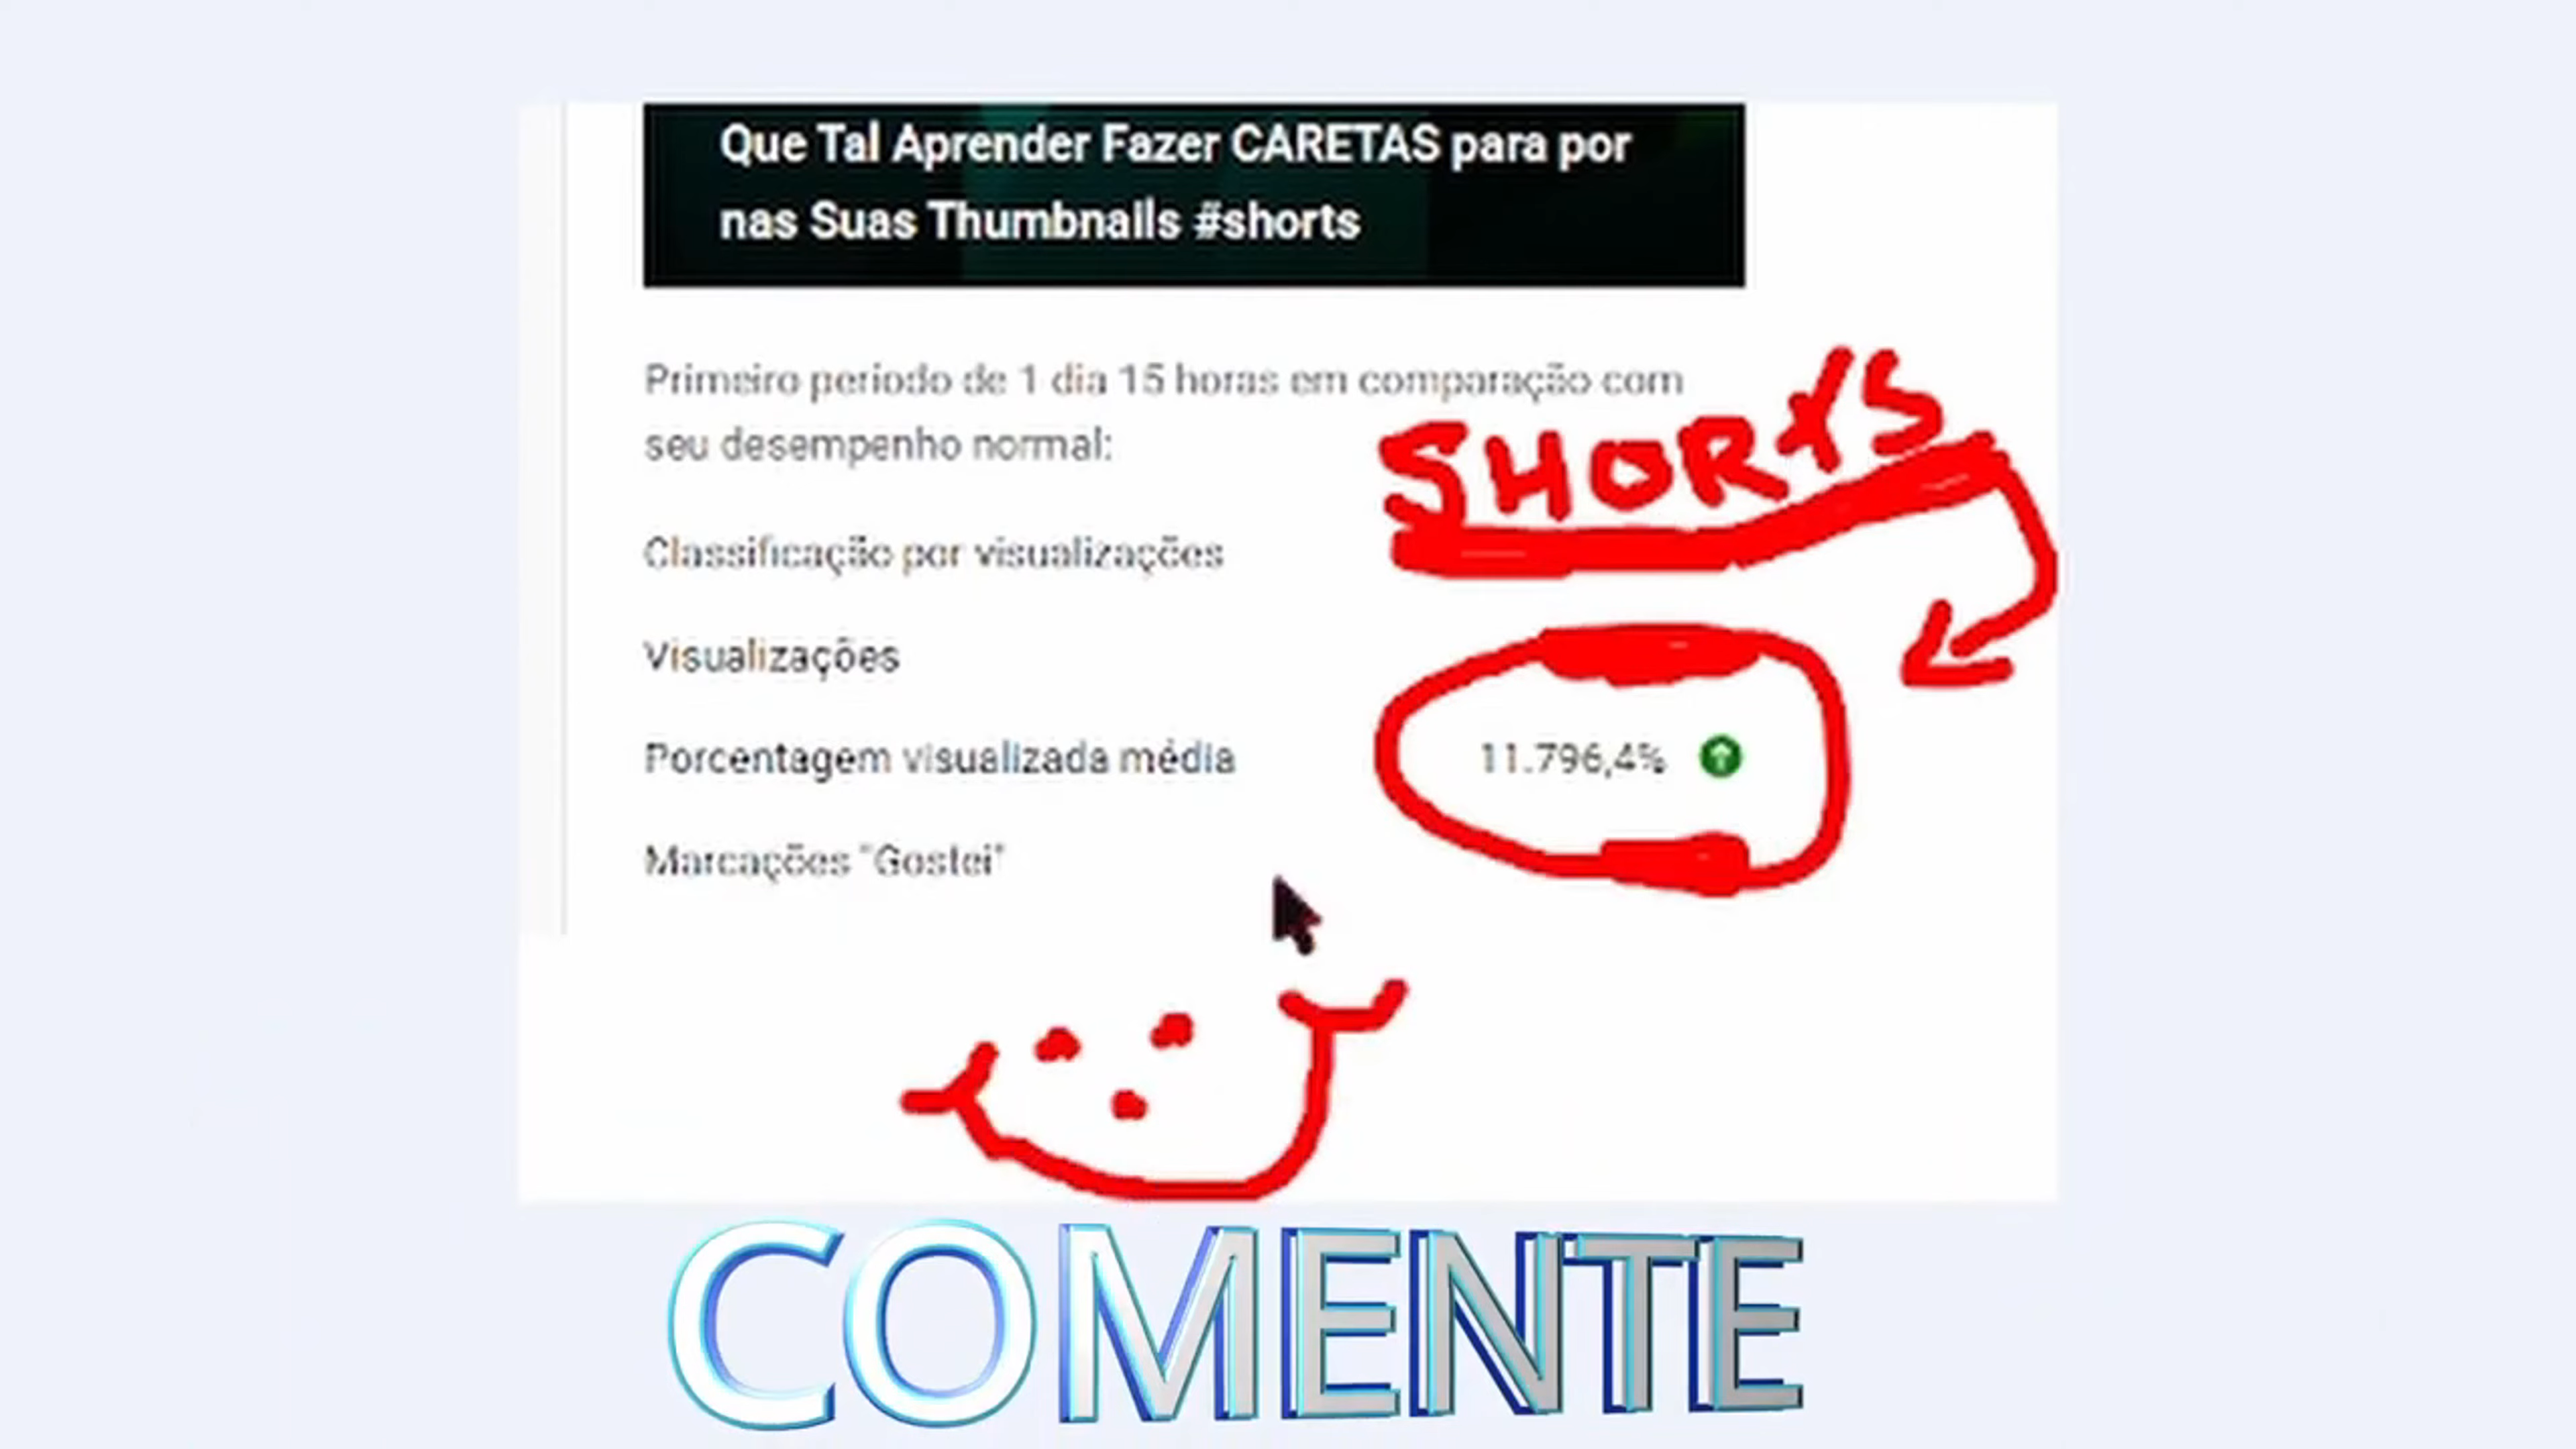 Que Tal Aprender Fazer CARETAS para por
nas Suas Thumbnails #shorts
Primeiro período de 1 dia 15 horas em comparação com
seu desempenho normal:
SHORTS
Classificação por visualizações
Visualizações
Porcentagem visualizada média 11.796,4%
Marcações "Gostei"
COMENTE